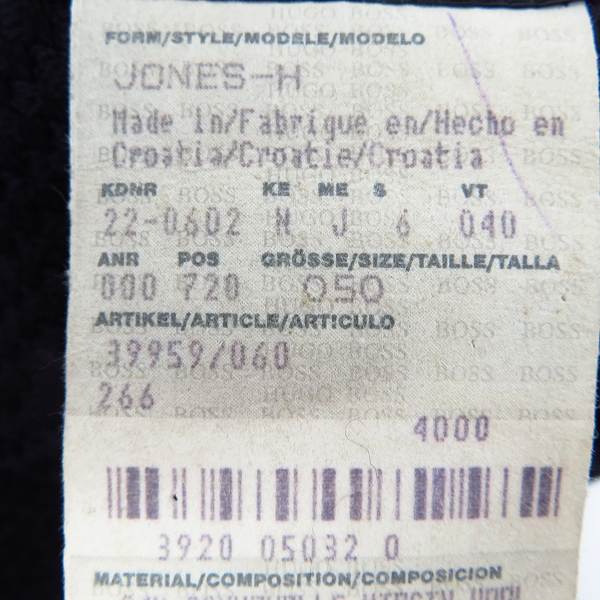 FORM/STYLE/MODELE/MODELO
JONES-H
Made in/Fabrique en/Hecho en
Croatia/Croatie/Croatia
KDNR KE ME S VT
22-0602 N J 6 040
ANR POS GRÖSSE/SIZE/TAILLE/TALLA
000 720 050
ARTIKEL/ARTICLE/ARTICULO
39959/060
266
4000
3920 05032 0
MATERIAL/COMPOSITION/COMPOSICION